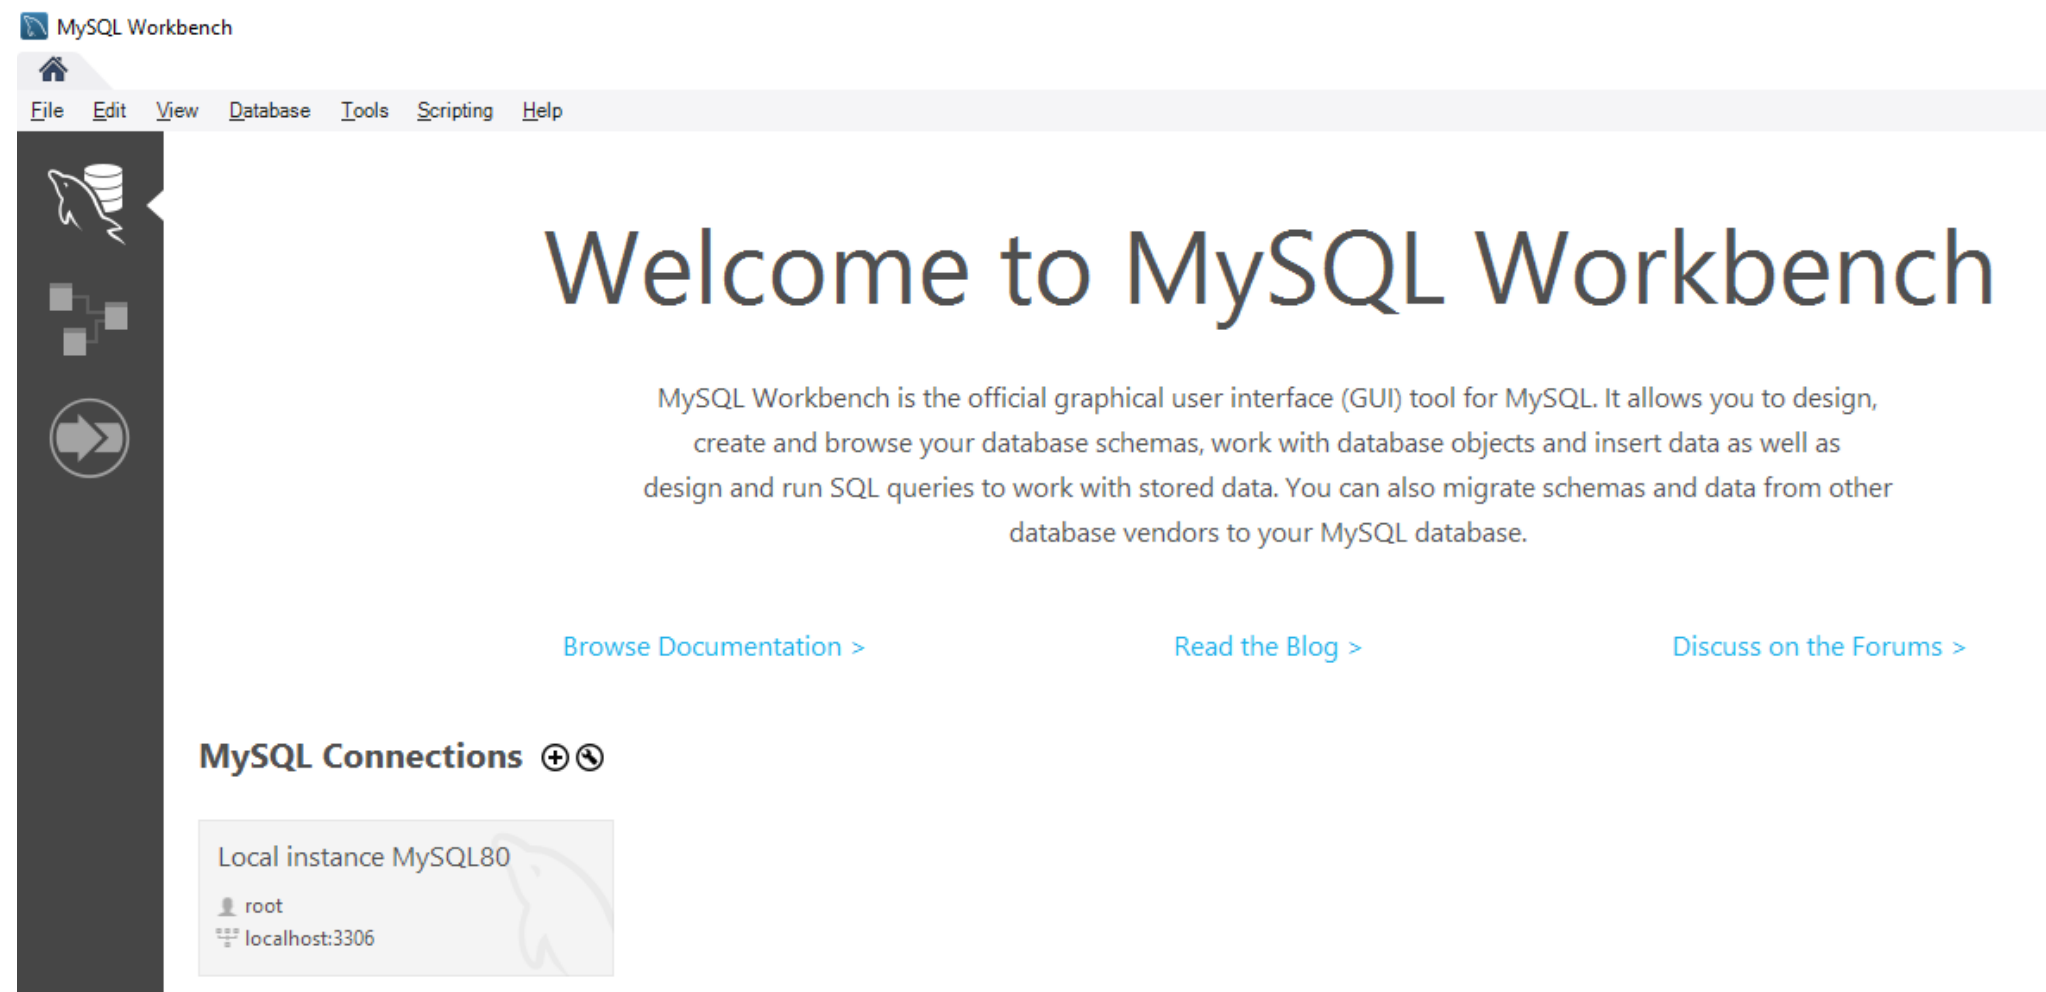 MySQL Workbench
File Edit View Database Tools Scripting Help
Welcome to MySQL Workbench
MySQL Workbench is the official graphical user interface (GUI) tool for MySQL. It allows you to design,
create and browse your database schemas, work with database objects and insert data as well as
design and run SQL queries to work with stored data. You can also migrate schemas and data from other
database vendors to your MySQL database.
Browse Documentation > Read the Blog > Discuss on the Forums >
MySQL Connections
Local instance MySQL80
root
localhost:3306